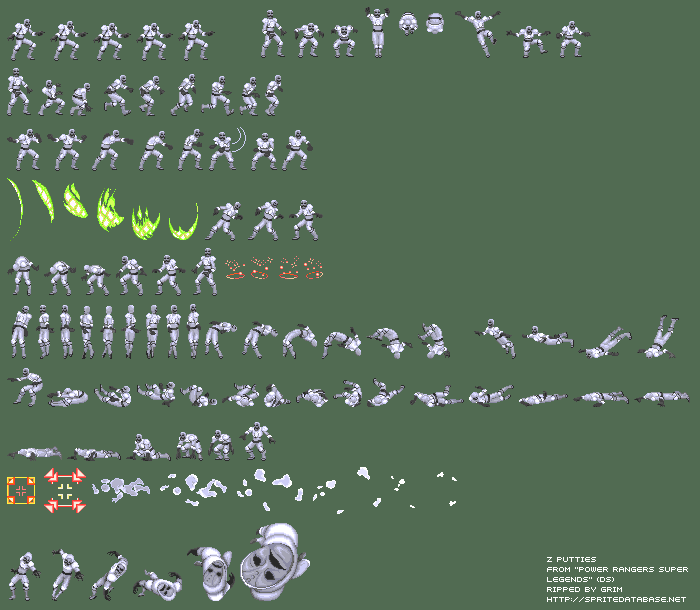 Z PUTTIES
FROM "POWER RANGERS SUPER
LEGENDS" (DS)
RIPPED BY GRIM
HTTP://SPRITEDATABASE.NET